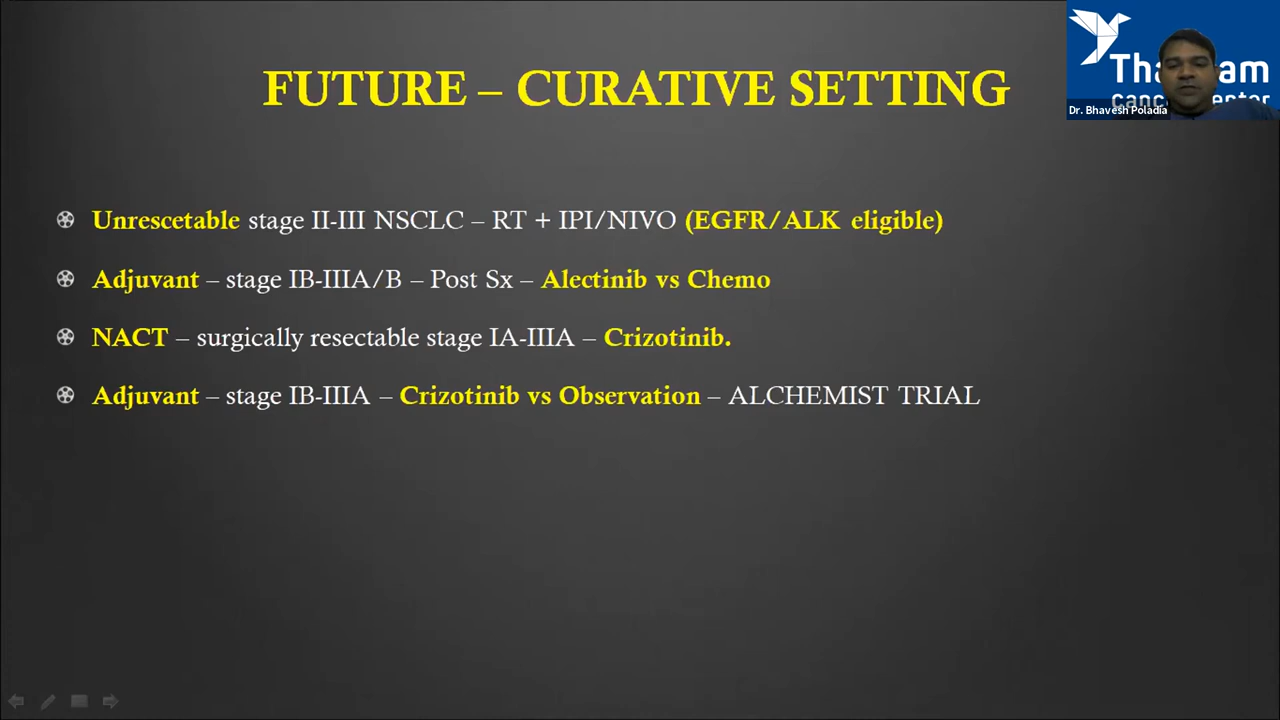 FUTURE – CURATIVE SETTING
Unrescetable stage II-III NSCLC – RT + IPI/NIVO (EGFR/ALK eligible)
Adjuvant – stage IB-IIIA/B – Post Sx – Alectinib vs Chemo
NACT – surgically resectable stage IA-IIIA – Crizotinib.
Adjuvant – stage IB-IIIA – Crizotinib vs Observation – ALCHEMIST TRIAL
Dr. Bhavesh Poladia